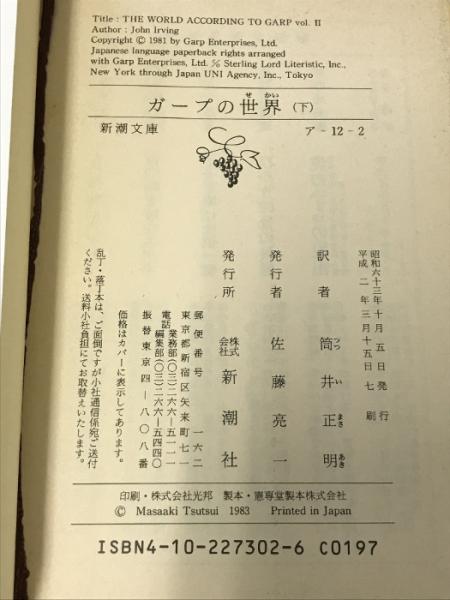 Title : THE WORLD ACCORDING TO GARP vol. II
Author : John Irving
Copyright © 1981 by Garp Enterprises, Ltd.
Japanese language paperback rights arranged
with Garp Enterprises, Ltd. c/o Sterling Lord Literistic, Inc.,
New York through Japan UNI Agency, Inc., Tokyo
せかい
ガープの世界（下）
新潮文庫
ア-12-2
昭和六十三年十月五日発行
平成二年三月十五日七刷
訳者 筒井正明
つつ い まさ あき
発行者 佐藤亮一
発行所 株式会社 新潮社
郵便番号 一六二
東京都新宿区矢来町七一
電話 業務部(〇三)二六六-五一一一
編集部(〇三)二六六-五四四〇
振替東京四-八〇八番
価格はカバーに表示してあります。
乱丁・落丁本は、ご面倒ですが小社通信係宛ご送付
ください。送料小社負担にてお取替えいたします。
印刷・株式会社光邦 製本・憲専堂製本株式会社
© Masaaki Tsutsui 1983 Printed in Japan
ISBN4-10-227302-6 C0197